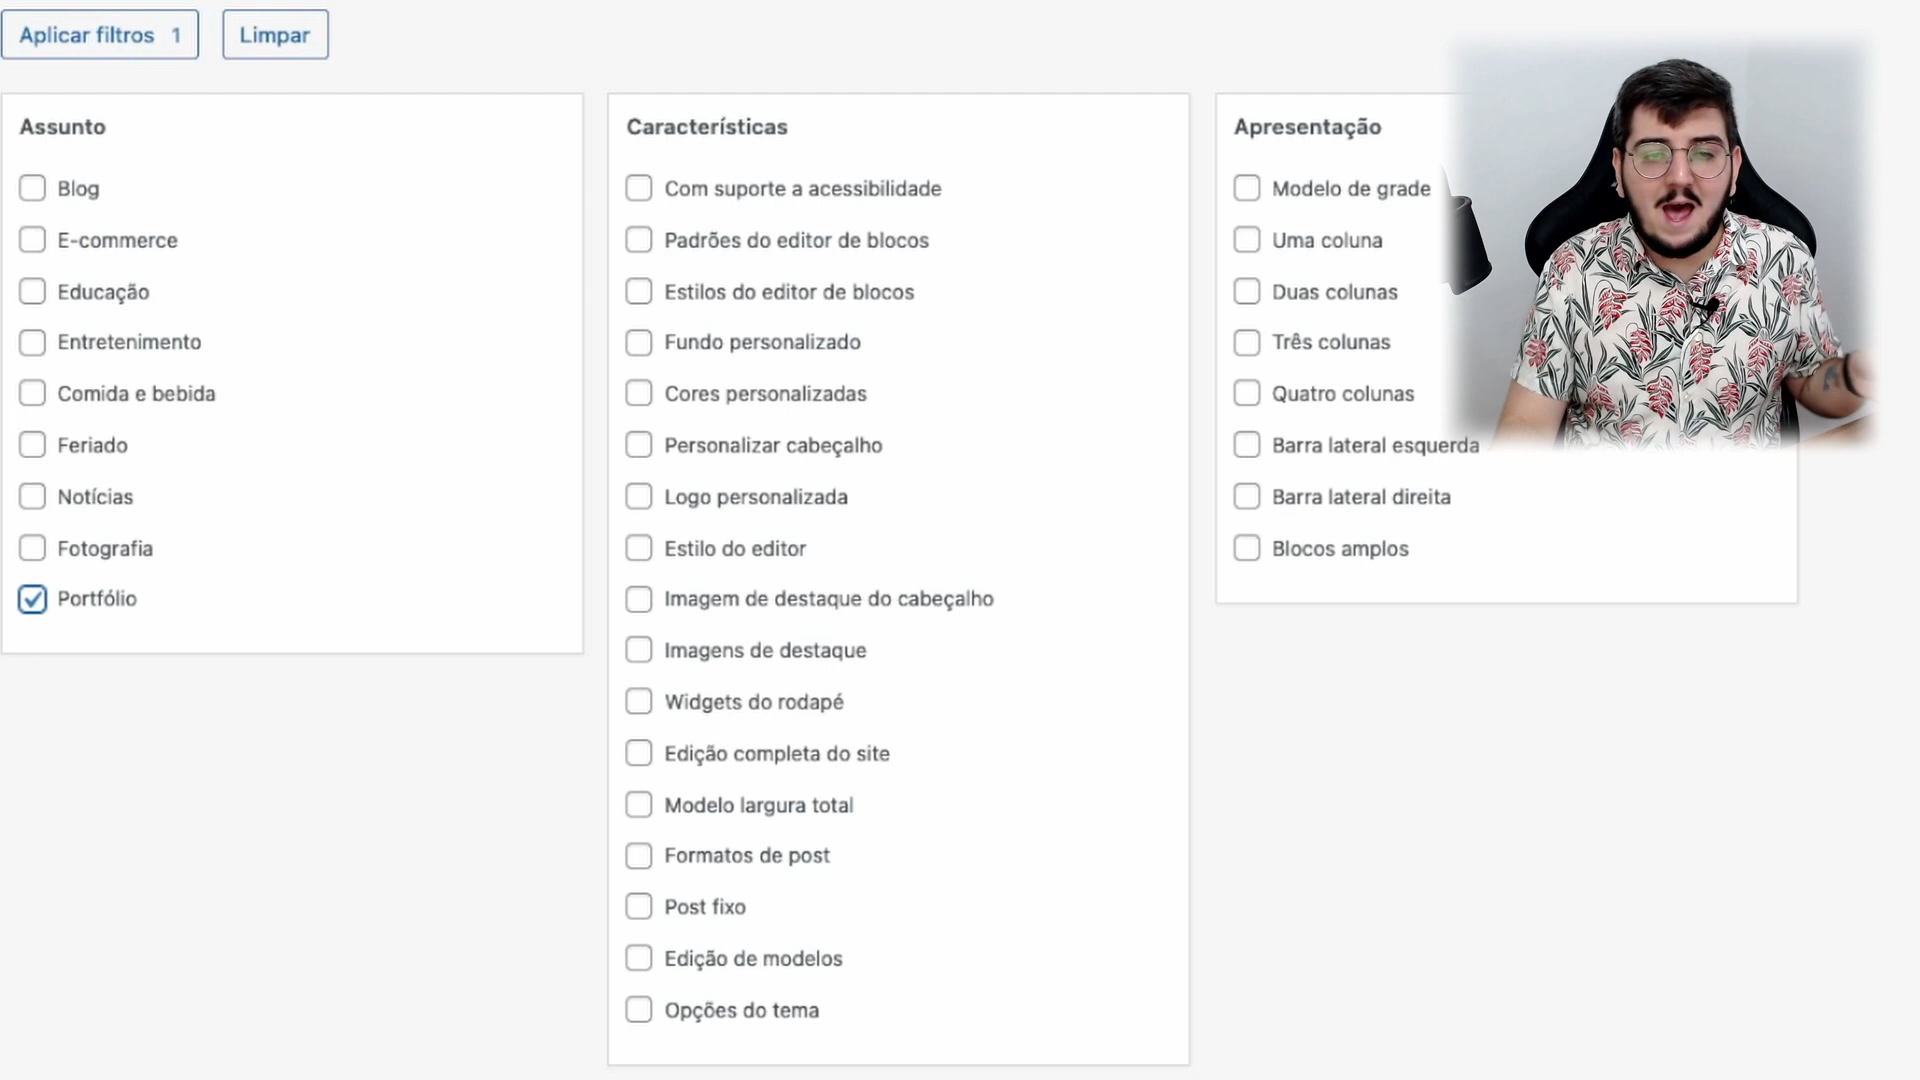 Aplicar filtros 1
Limpar
Assunto
Blog
E-commerce
Educação
Entretenimento
Comida e bebida
Feriado
Notícias
Fotografia
Portfólio
Características
Com suporte a acessibilidade
Padrões do editor de blocos
Estilos do editor de blocos
Fundo personalizado
Cores personalizadas
Personalizar cabeçalho
Logo personalizada
Estilo do editor
Imagem de destaque do cabeçalho
Imagens de destaque
Widgets do rodapé
Edição completa do site
Modelo largura total
Formatos de post
Post fixo
Edição de modelos
Opções do tema
Apresentação
Modelo de grade
Uma coluna
Duas colunas
Três colunas
Quatro colunas
Barra lateral esquerda
Barra lateral direita
Blocos amplos